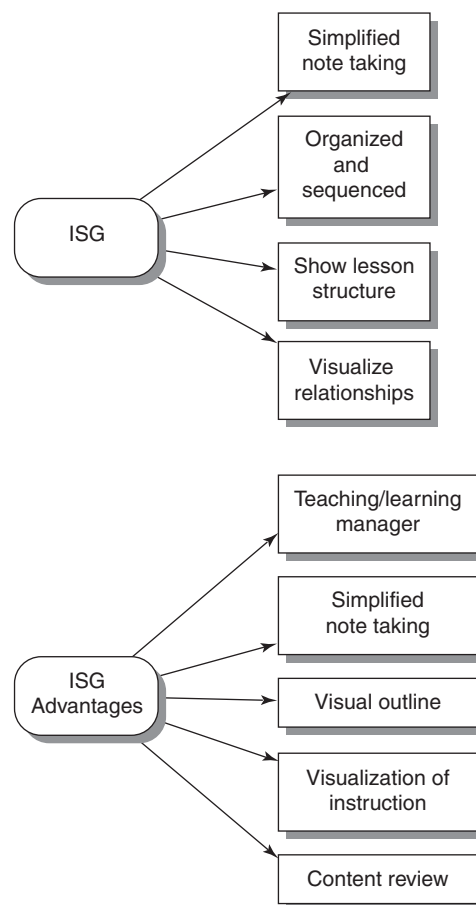 Simplified
note taking
Organized
and
sequenced
ISG
Show lesson
structure
Visualize
relationships
Teaching/learning
manager
Simplified
note taking
ISG
Advantages
Visual outline
Visualization of
instruction
Content review